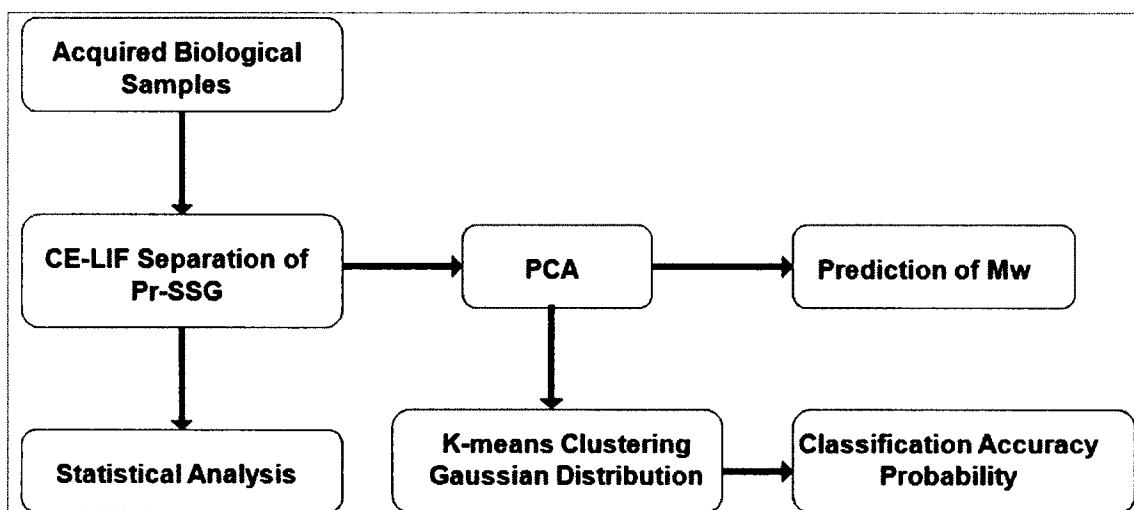 Acquired Biological
Samples
CE-LIF Separation of
Pr-SSG
PCA
Prediction of Mw
Statistical Analysis
K-means Clustering
Gaussian Distribution
Classification Accuracy
Probability